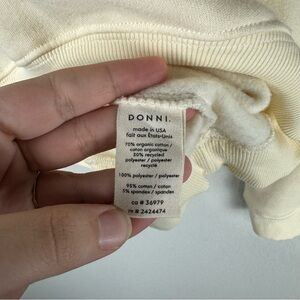 DONNI.
made in USA
fait aux États-Unis
70% organic cotton /
coton organique
30% recycled
polyester / polyester
recyclé
100% polyester / polyester
95% cotton / coton
5% spandex / spandex
ca # 36979
rn # 2424474